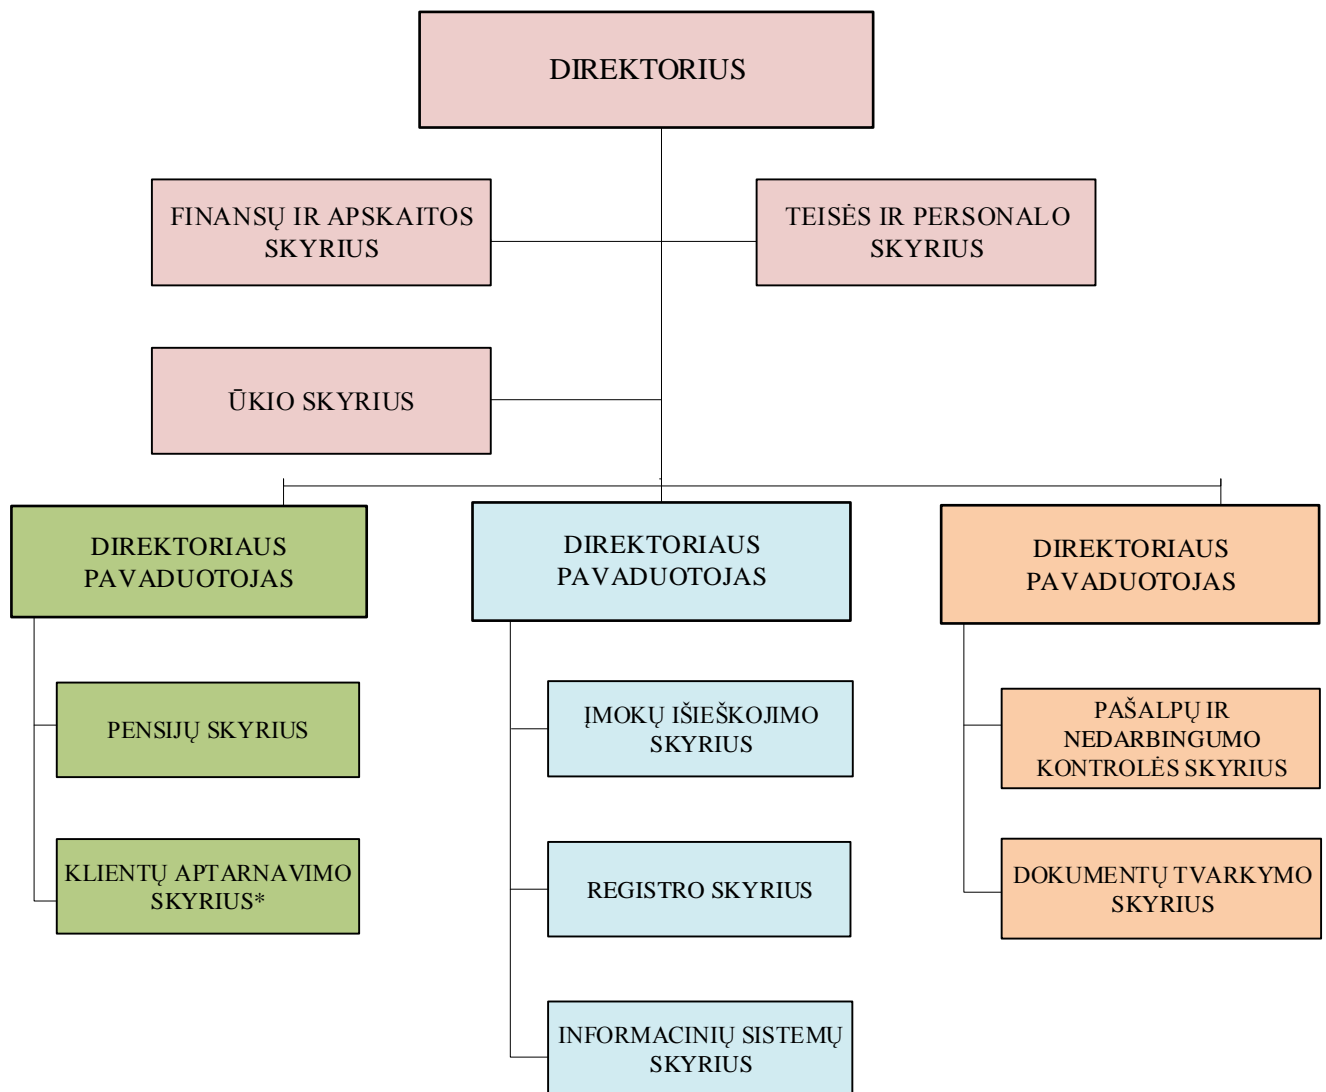 DIREKTORIUS
FINANSŲ IR APSKAITOS
SKYRIUS
TEISĖS IR PERSONALO
SKYRIUS
ŪKIO SKYRIUS
DIREKTORIAUS
PAVADUOTOJAS
DIREKTORIAUS
PAVADUOTOJAS
DIREKTORIAUS
PAVADUOTOJAS
PENSIJŲ SKYRIUS
KLIENTŲ APTARNAVIMO
SKYRIUS*
ĮMOKŲ IŠIEŠKOJIMO
SKYRIUS
REGISTRO SKYRIUS
INFORMACINIŲ SISTEMŲ
SKYRIUS
PAŠALPŲ IR
NEDARBINGUMO
KONTROLĖS SKYRIUS
DOKUMENTŲ TVARKYMO
SKYRIUS